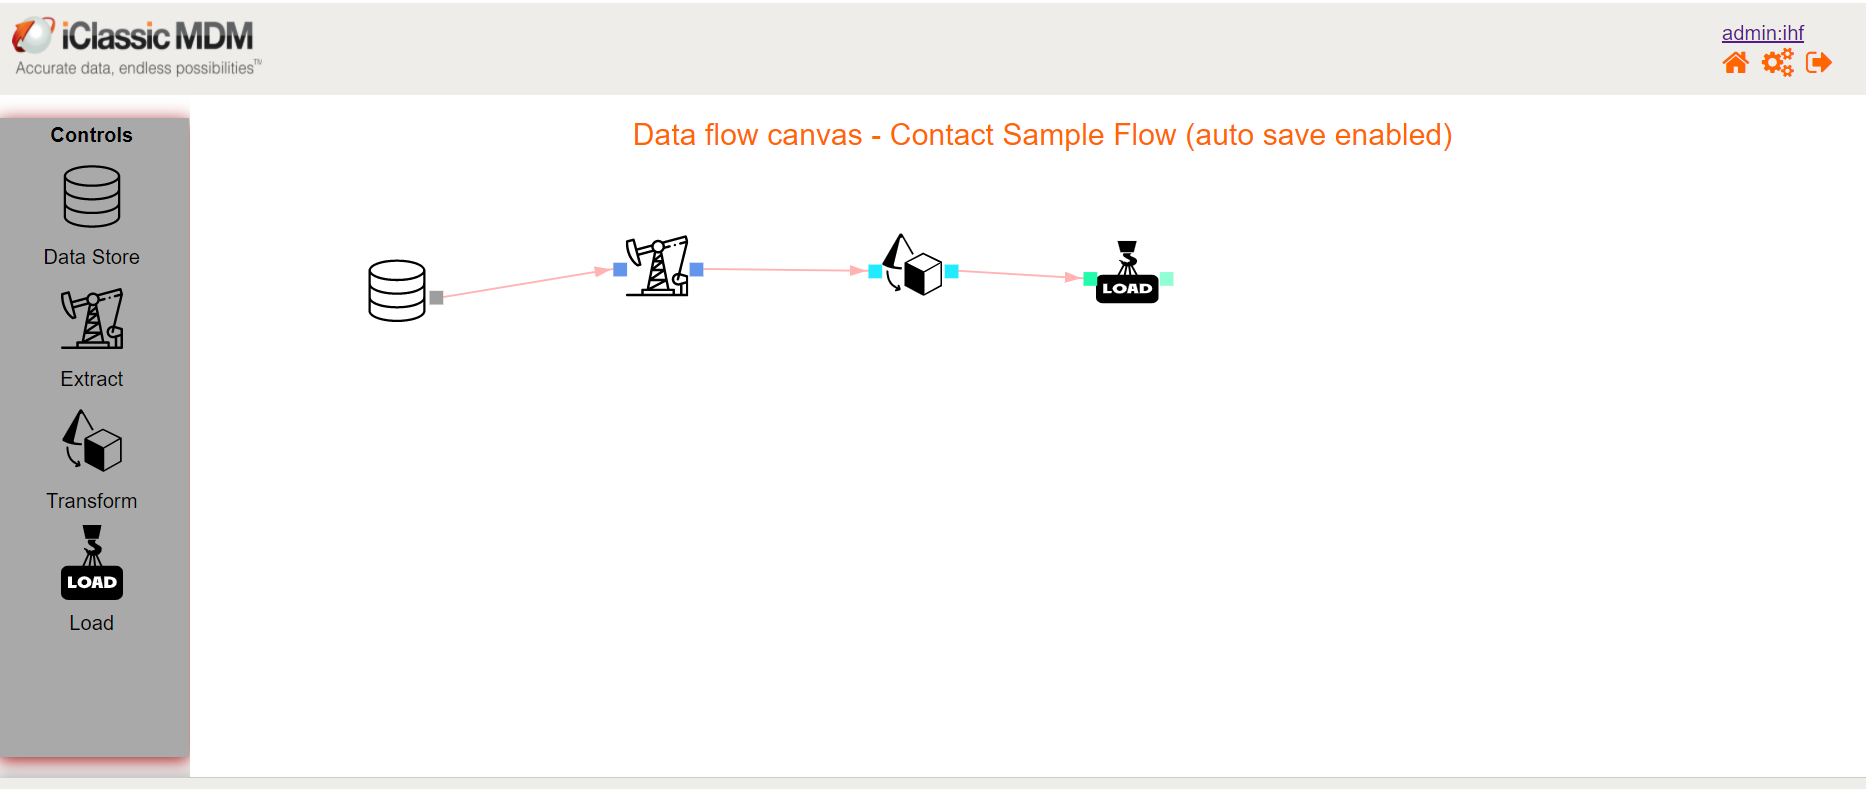 iClassic MDM
Accurate data, endless possibilities™
admin:ihf
Controls
Data flow canvas - Contact Sample Flow (auto save enabled)
Data Store
Extract
Transform
LOAD
Load
LOAD